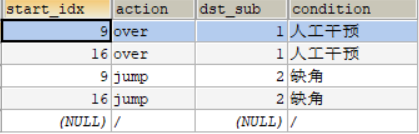 start_idx action dst_sub condition
9 over 1 人工干预
16 over 1 人工干预
9 jump 2 缺角
16 jump 2 缺角
(NULL) / (NULL) /